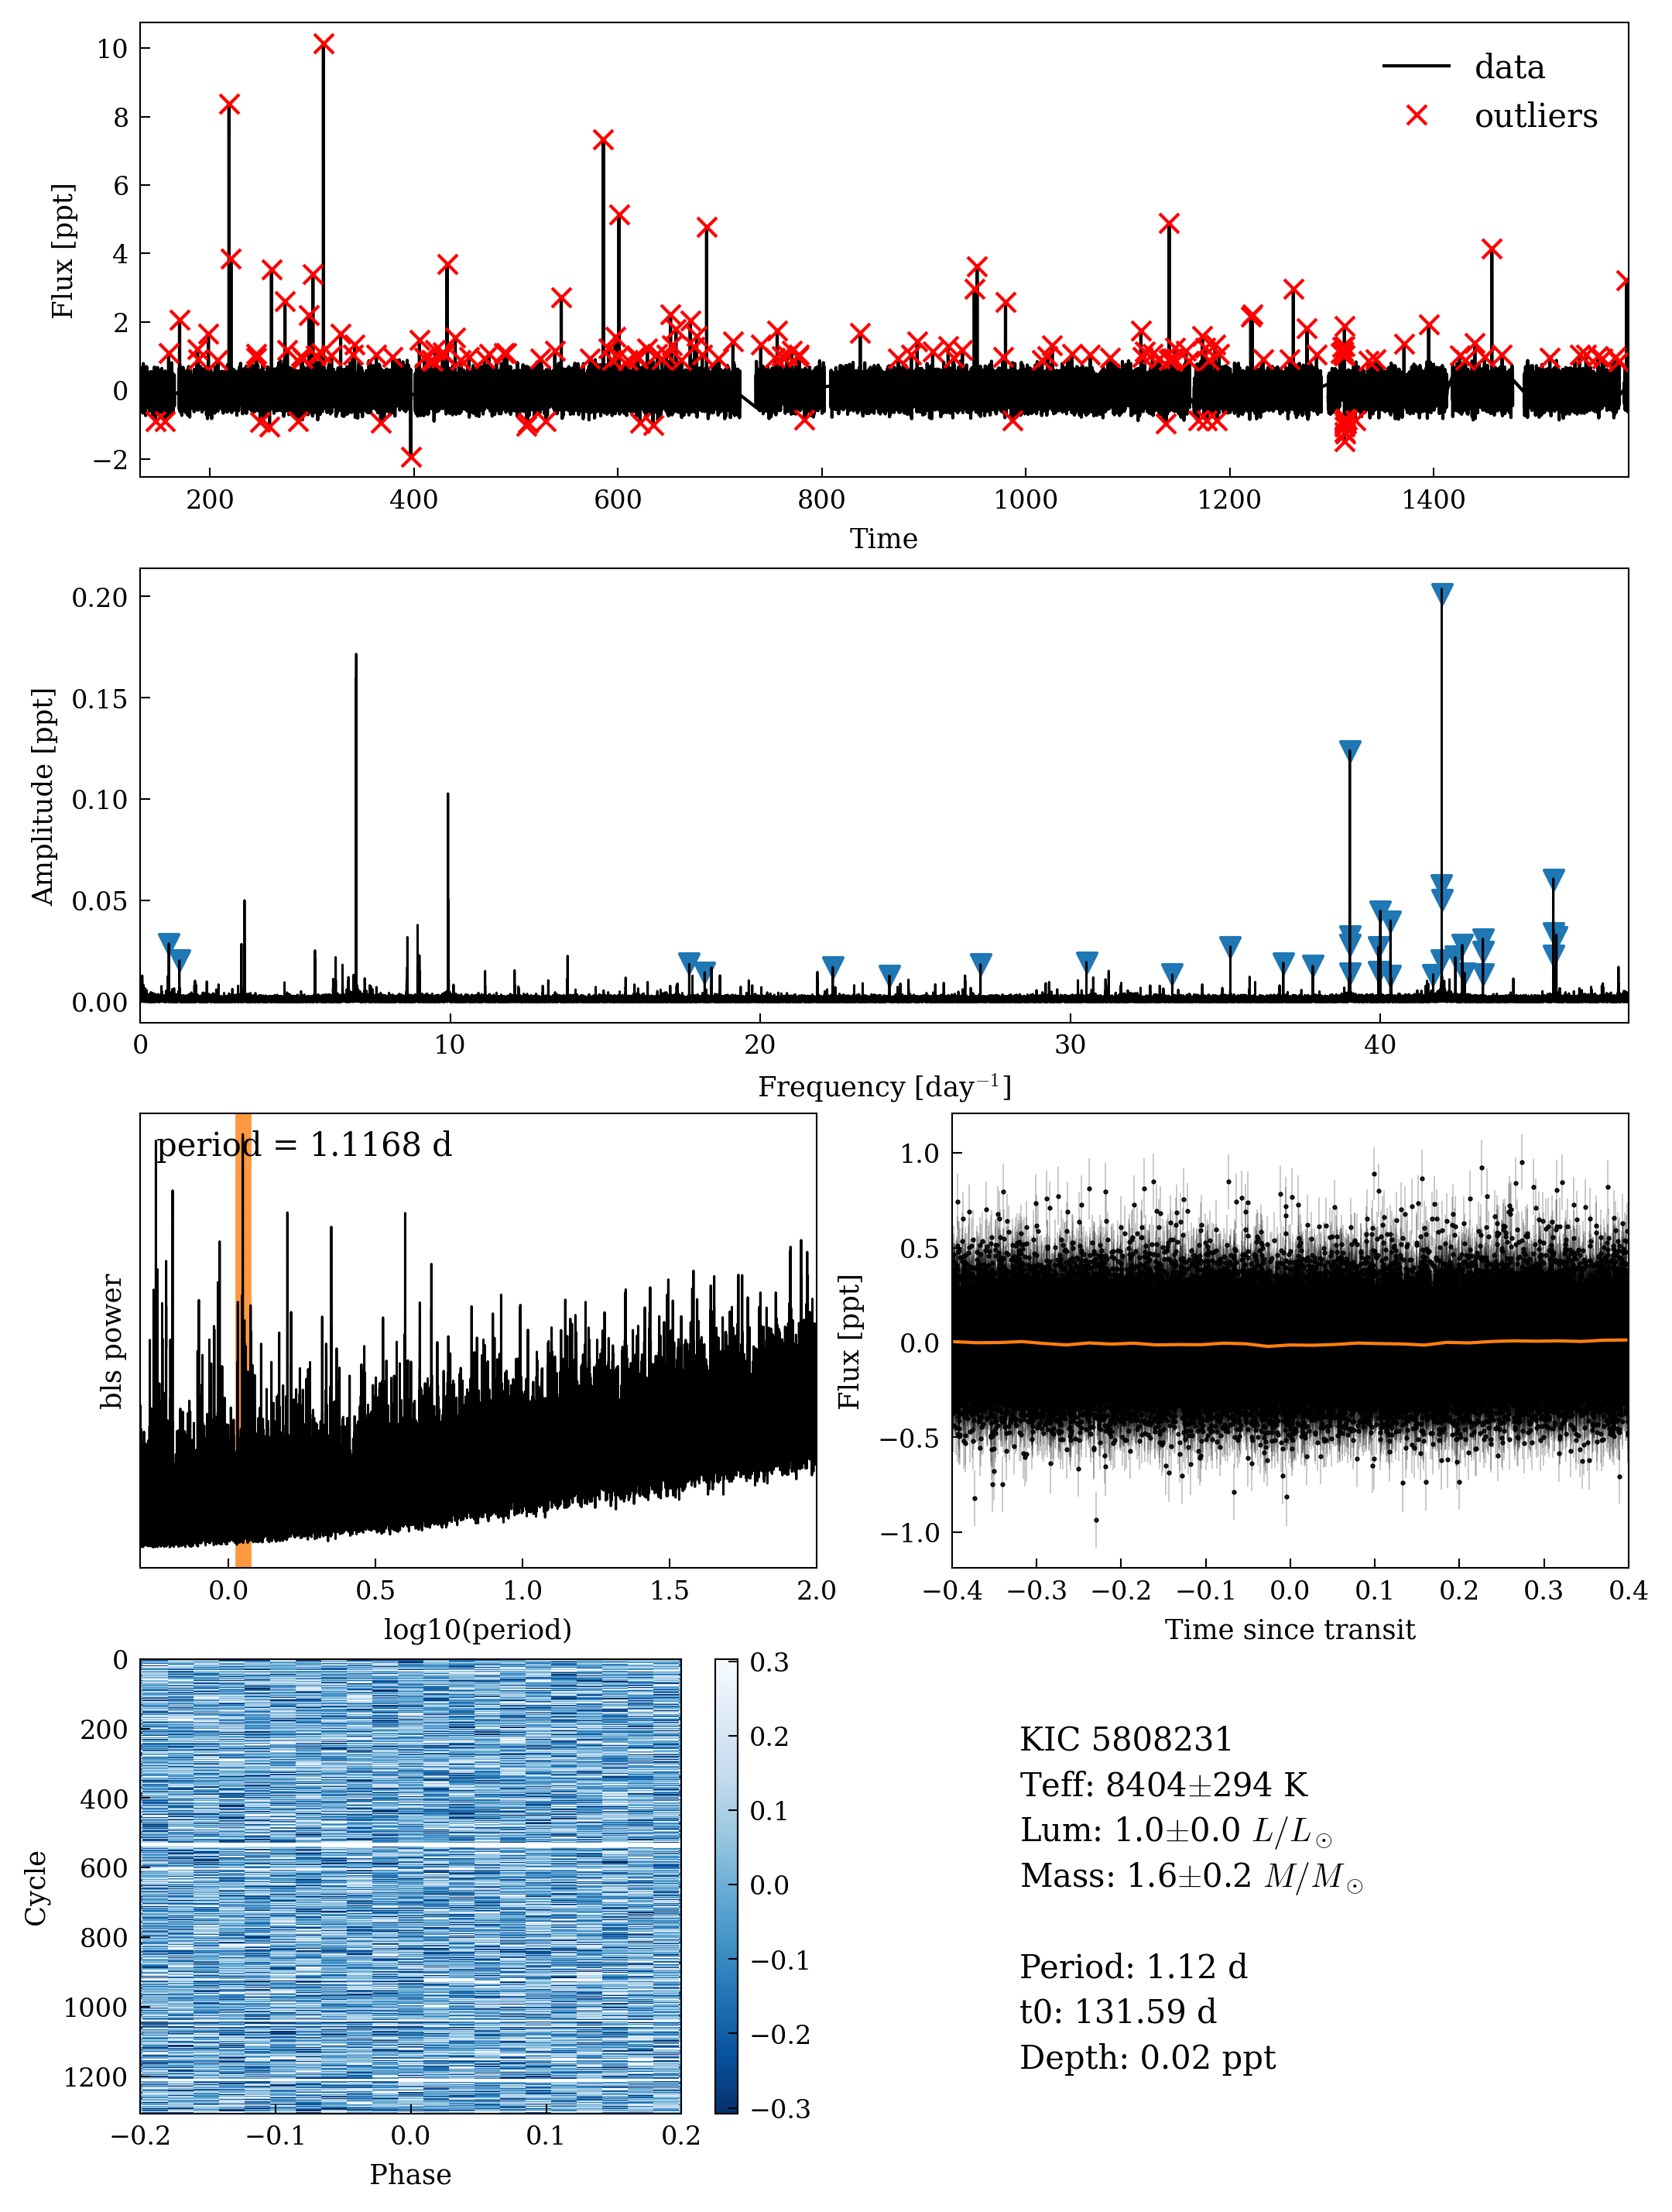 10
8
6
4
2
0
−2
Flux [ppt]
data
outliers
200 400 600 800 1000 1200 1400
Time
0.20
0.15
0.10
0.05
0.00
Amplitude [ppt]
0 10 20 30 40
Frequency [day⁻¹]
period = 1.1168 d
bls power
0.0 0.5 1.0 1.5 2.0
log10(period)
1.0
0.5
0.0
−0.5
−1.0
Flux [ppt]
−0.4 −0.3 −0.2 −0.1 0.0 0.1 0.2 0.3 0.4
Time since transit
0
200
400
600
800
1000
1200
Cycle
−0.2 −0.1 0.0 0.1 0.2
Phase
0.3
0.2
0.1
0.0
−0.1
−0.2
−0.3
KIC 5808231
Teff: 8404±294 K
Lum: 1.0±0.0 L/L⊙
Mass: 1.6±0.2 M/M⊙
Period: 1.12 d
t0: 131.59 d
Depth: 0.02 ppt